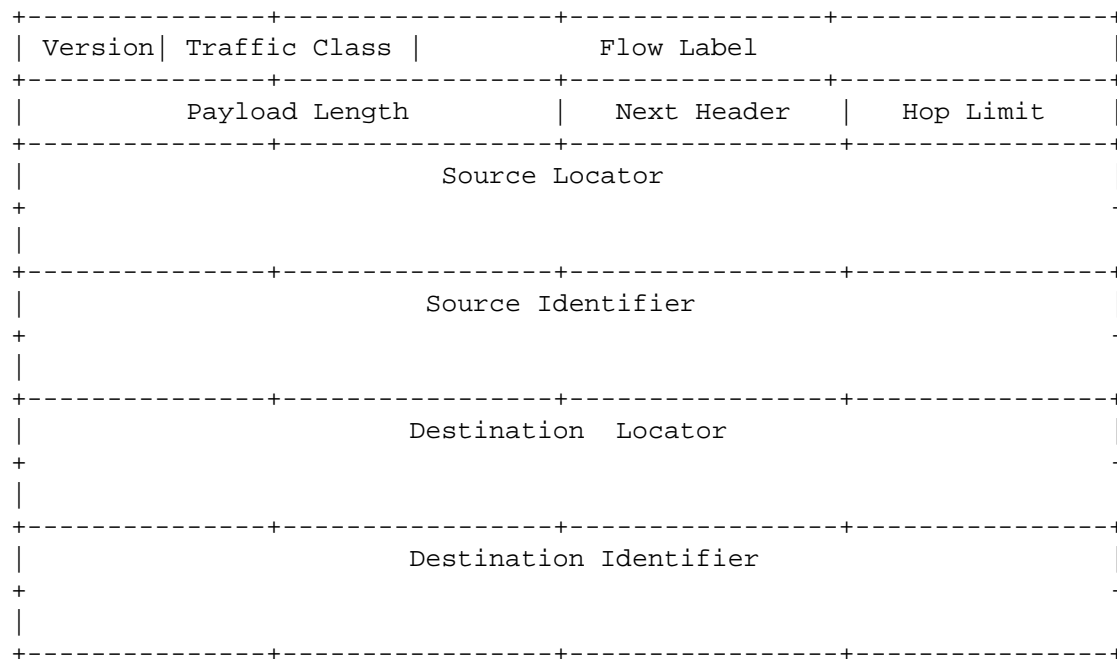 Version| Traffic Class | Flow Label
Payload Length | Next Header | Hop Limit
Source Locator
Source Identifier
Destination Locator
Destination Identifier